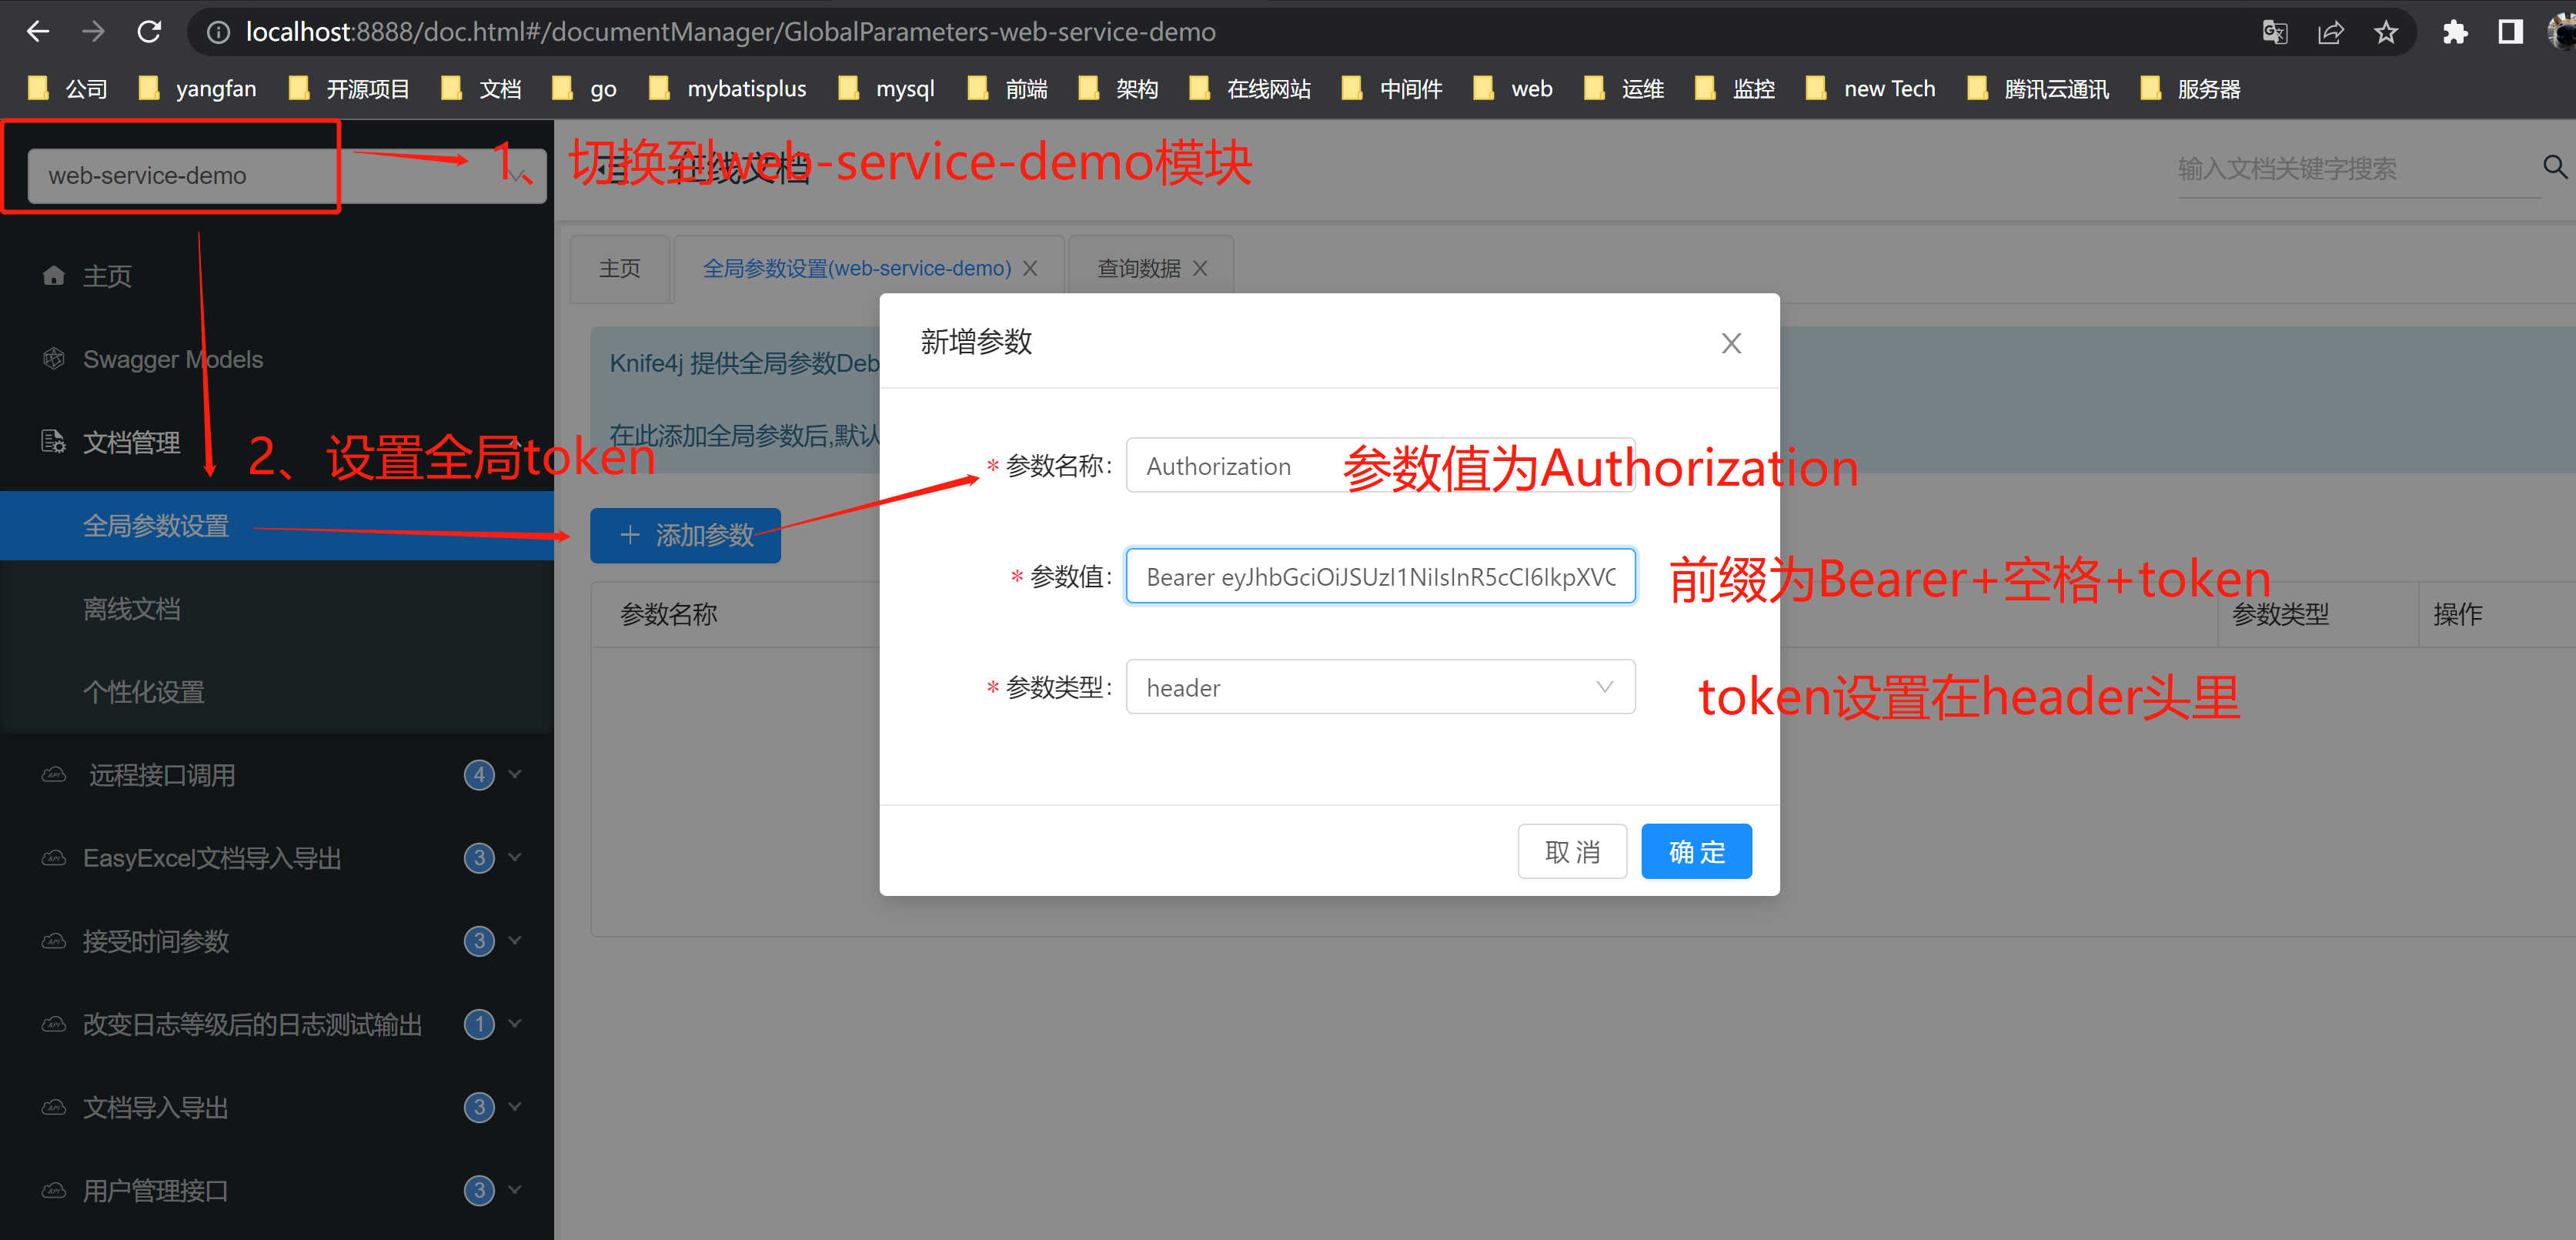 localhost:8888/doc.html#/documentManager/GlobalParameters-web-service-demo
公司 yangfan 开源项目 文档 go mybatisplus mysql 前端 架构 在线网站 中间件 web 运维 监控 new Tech 腾讯云通讯 服务器
web-service-demo
1、切换到web-service-demo模块
在线文档
输入文档关键字搜索
主页
Swagger Models
文档管理
2、设置全局token
全局参数设置
离线文档
个性化设置
远程接口调用 4
EasyExcel文档导入导出 3
接受时间参数 3
改变日志等级后的日志测试输出 1
文档导入导出 3
用户管理接口 3
主页 全局参数设置(web-service-demo) 查询数据
Knife4j 提供全局参数Deb
在此添加全局参数后,默认
添加参数
参数名称 参数类型 操作
新增参数
* 参数名称: Authorization
参数值为Authorization
* 参数值: Bearer eyJhbGciOiJSUzI1NiIsInR5cCI6IkpXVC
前缀为Bearer+空格+token
* 参数类型: header
token设置在header头里
取 消 确 定